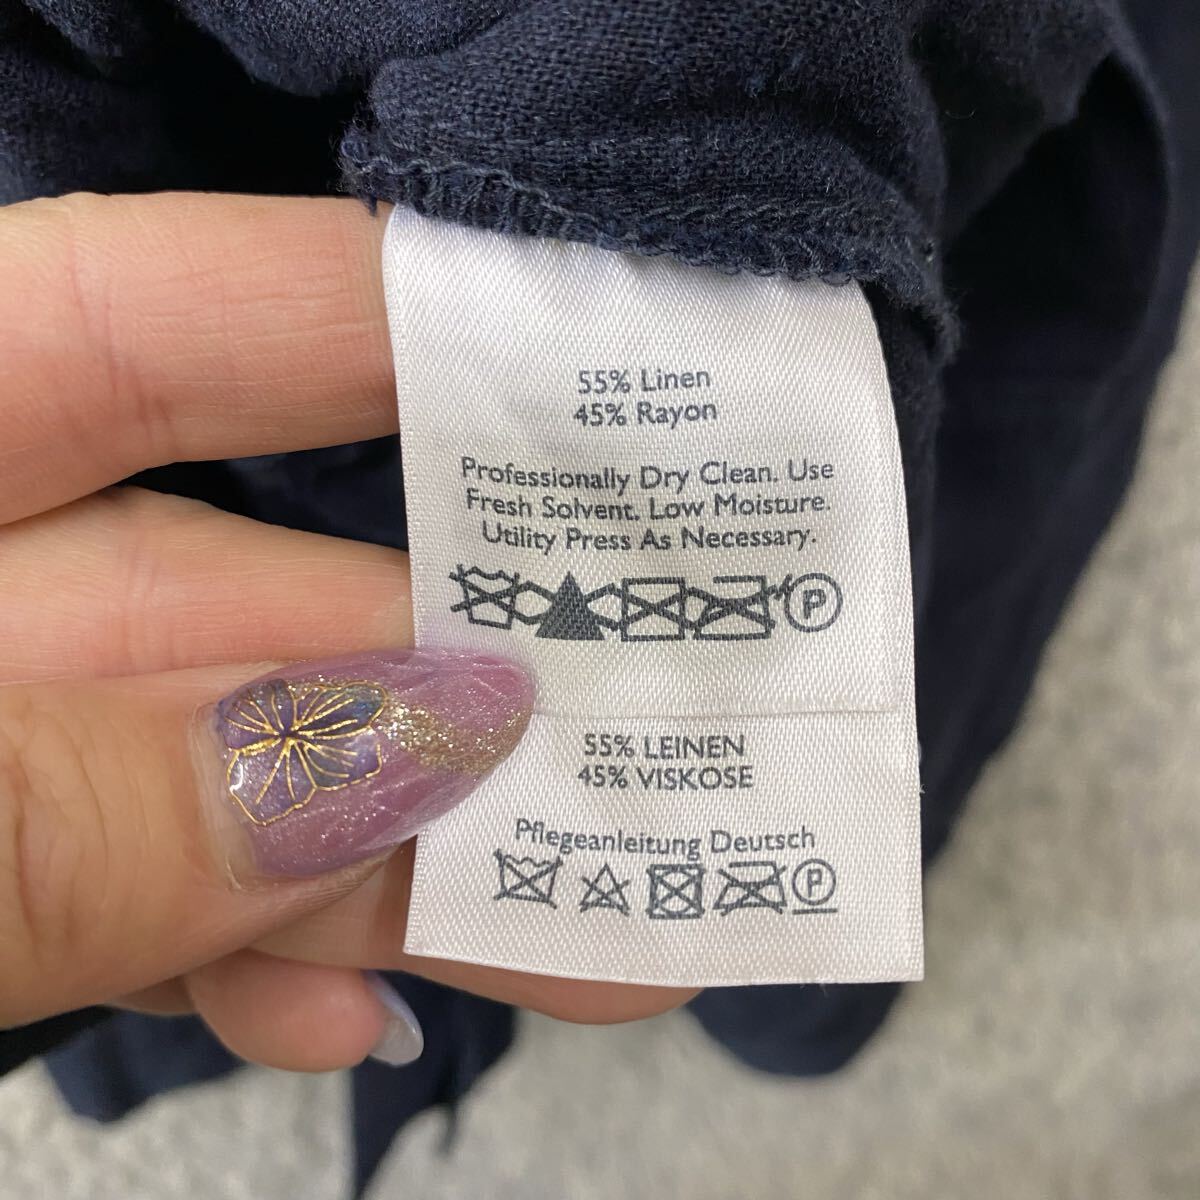 55% Linen
45% Rayon
Professionally Dry Clean. Use
Fresh Solvent. Low Moisture.
Utility Press As Necessary.
P
55% LEINEN
45% VISKOSE
Pflegeanleitung Deutsch
P